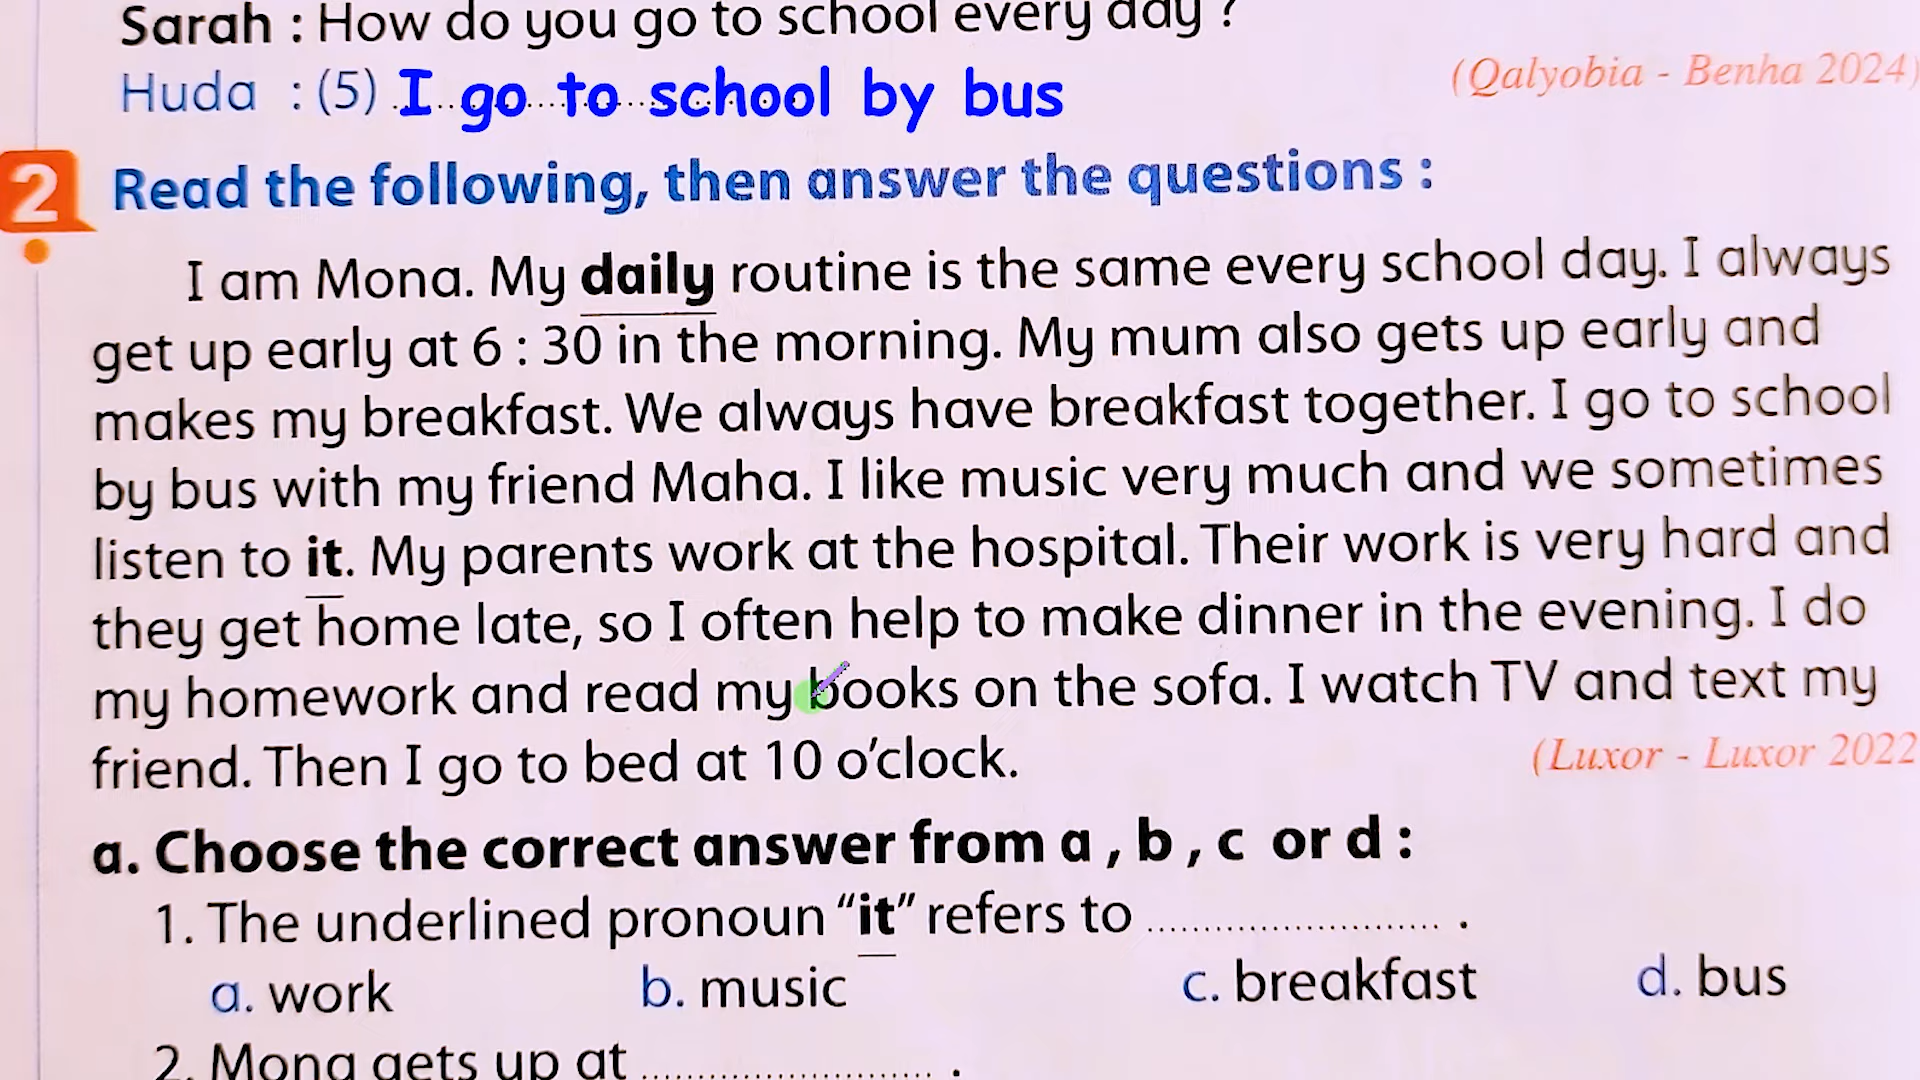 Sarah : How do you go to school every day ?
Huda : (5) I go to school by bus
(Qalyobia - Benha 2024)
2 Read the following, then answer the questions :
I am Mona. My daily routine is the same every school day. I always
get up early at 6 : 30 in the morning. My mum also gets up early and
makes my breakfast. We always have breakfast together. I go to school
by bus with my friend Maha. I like music very much and we sometimes
listen to it. My parents work at the hospital. Their work is very hard and
they get home late, so I often help to make dinner in the evening. I do
my homework and read my books on the sofa. I watch TV and text my
friend. Then I go to bed at 10 o’clock.
(Luxor - Luxor 2022
a. Choose the correct answer from a , b , c or d :
1. The underlined pronoun “it” refers to .......................... .
a. work b. music c. breakfast d. bus
2. Mona gets up at .......................... .